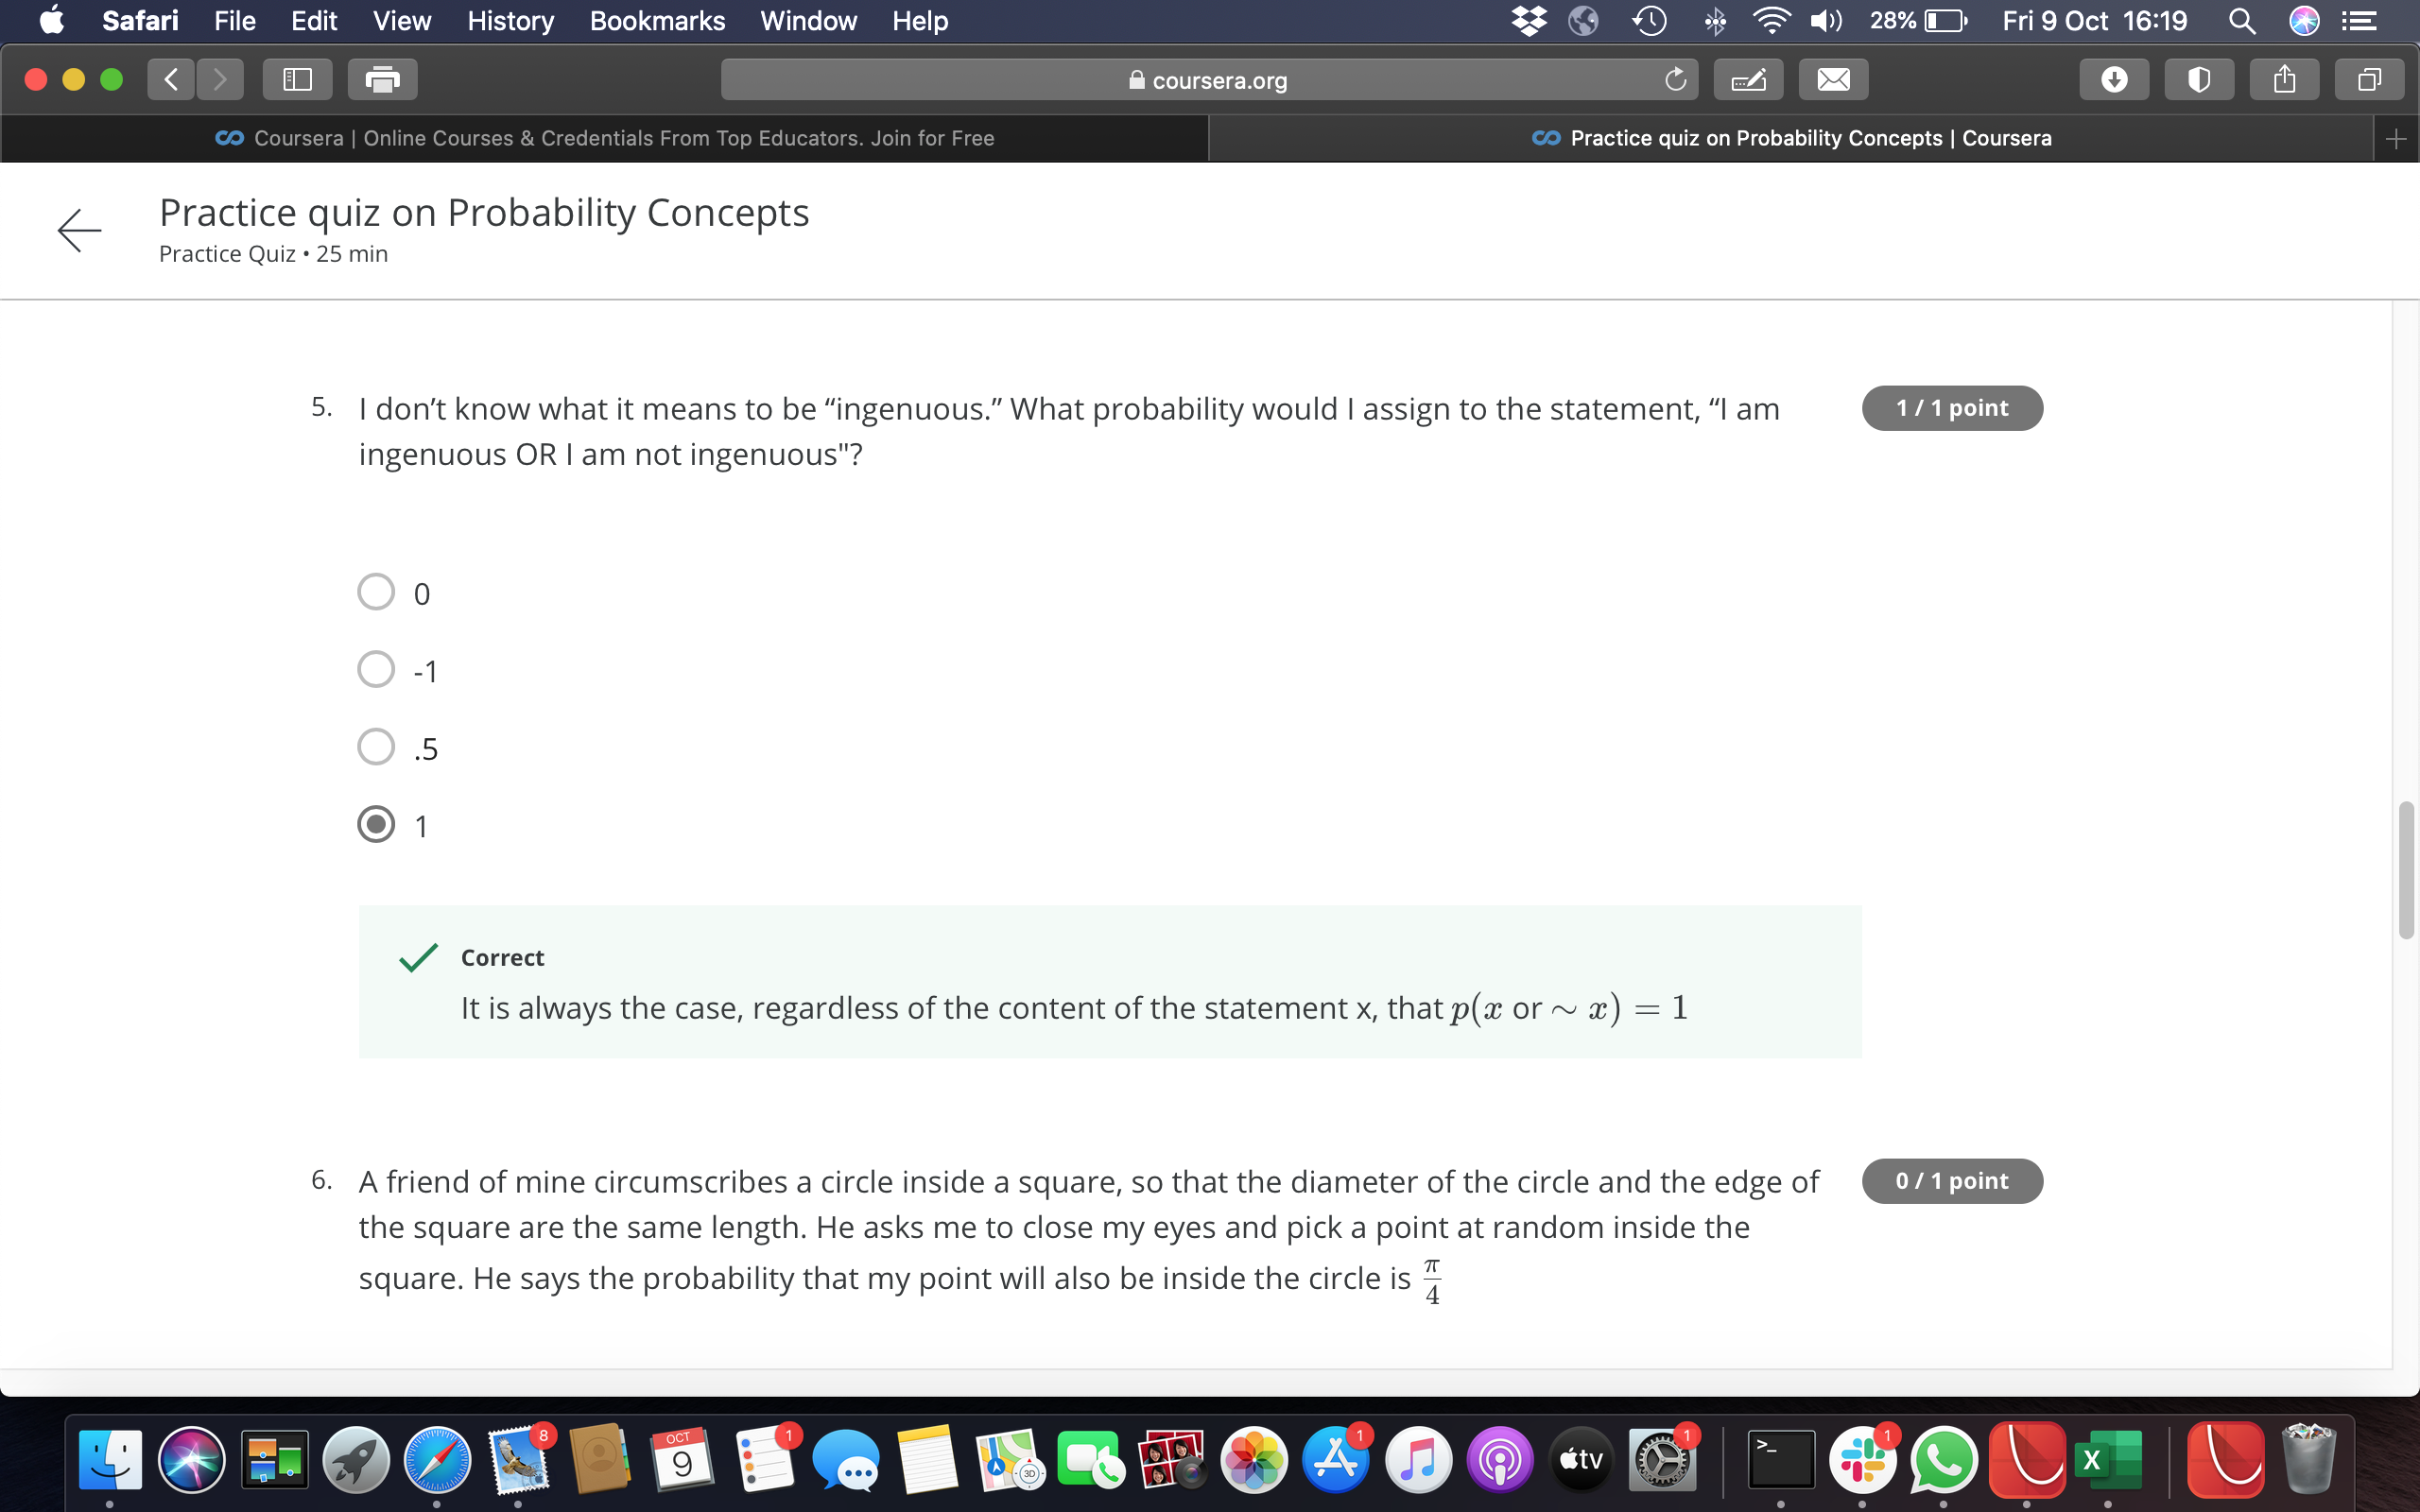 Safari File Edit View History Bookmarks Window Help 28% Fri 9 Oct 16:19
coursera.org
Coursera | Online Courses & Credentials From Top Educators. Join for Free Practice quiz on Probability Concepts | Coursera
Practice quiz on Probability Concepts
Practice Quiz • 25 min
5. I don’t know what it means to be “ingenuous.” What probability would I assign to the statement, “I am 1 / 1 point
ingenuous OR I am not ingenuous"?
0
-1
.5
1
Correct
It is always the case, regardless of the content of the statement x, that p(x or ∼ x) = 1
6. A friend of mine circumscribes a circle inside a square, so that the diameter of the circle and the edge of 0 / 1 point
the square are the same length. He asks me to close my eyes and pick a point at random inside the
square. He says the probability that my point will also be inside the circle is π/4
8 OCT 9 1 3D 1 tv 1 >_ 1 X